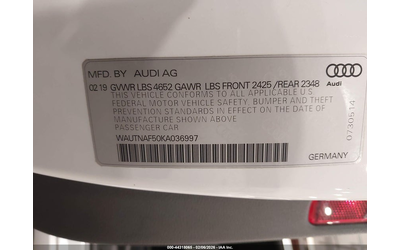 MFD. BY AUDI AG
02·19 GVWR LBS 4652 GAWR LBS FRONT 2425 /REAR 2348
THIS VEHICLE CONFORMS TO ALL APPLICABLE U.S
FEDERAL MOTOR VEHICLE SAFETY, BUMPER AND THEFT
PREVENTION STANDARDS IN EFFECT ON THE DATE OF
MANUFACTURE SHOWN ABOVE
PASSENGER CAR
WAUTNAF50KA036997
GERMANY
Audi
0730514